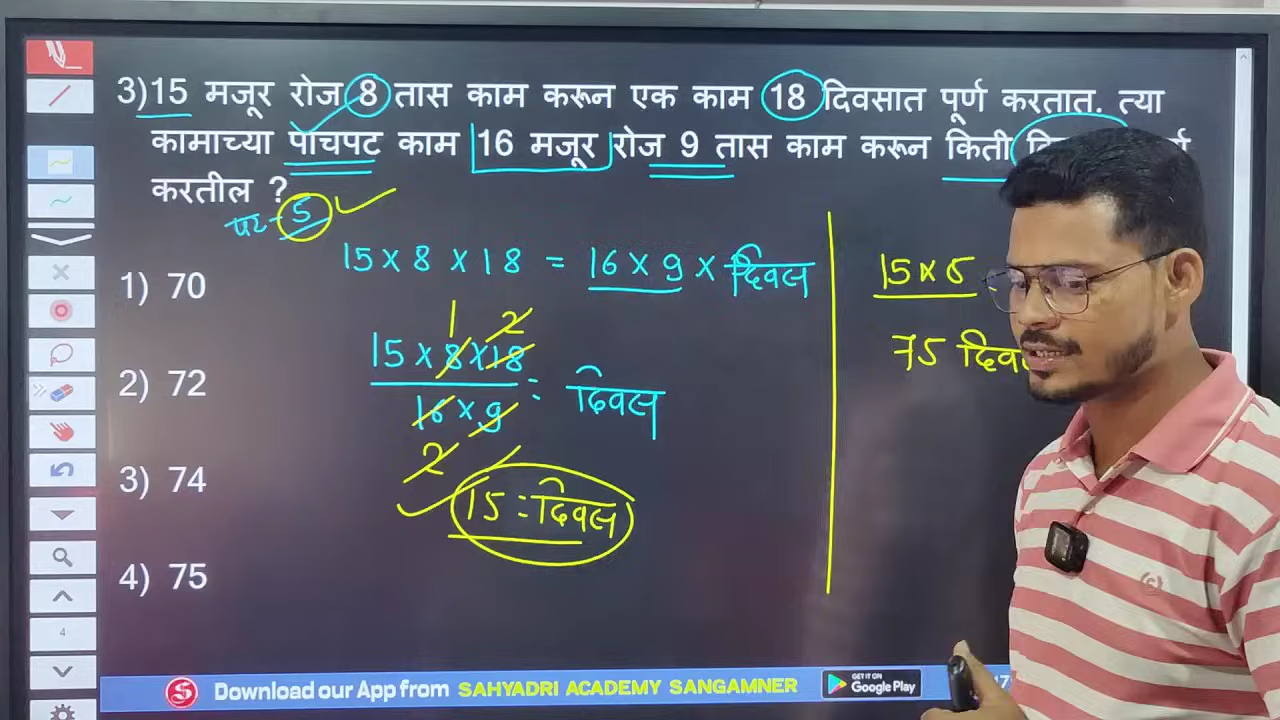 3) 15 मजूर रोज 8 तास काम करून एक काम 18 दिवसात पूर्ण करतात. त्या
कामाच्या पाचपट काम 16 मजूर रोज 9 तास काम करून किती
करतील ?
पट - 5
15 × 8 × 18 = 16 × 9 × दिवस
15 × 8 × 18
16 × 9
= दिवस
1 2
2 1
15 = दिवस
15 × 5
75
1) 70
2) 72
3) 74
4) 75
4
Download our App from SAHYADRI ACADEMY SANGAMNER
GET IT ON
Google Play